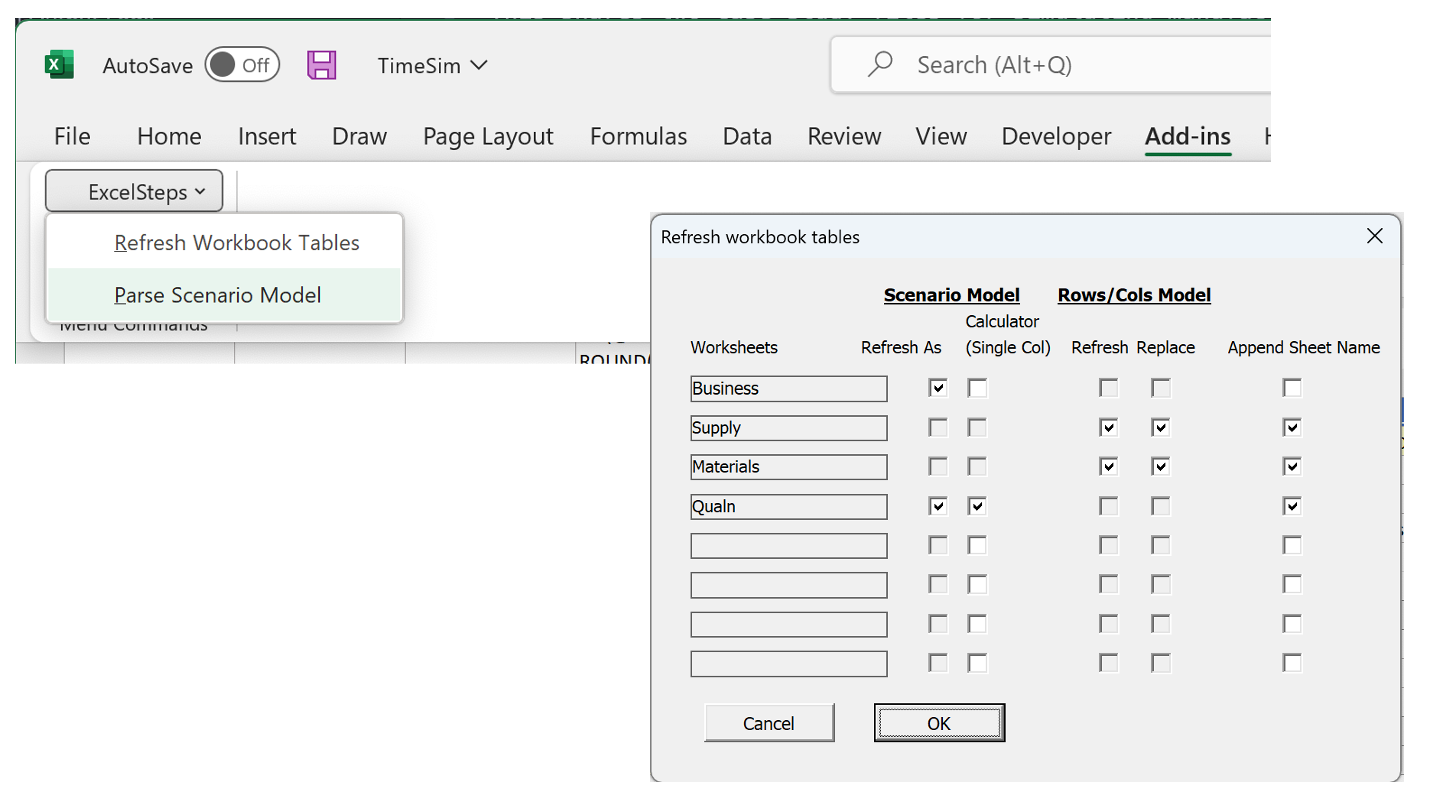 AutoSave Off TimeSim Search (Alt+Q)
File Home Insert Draw Page Layout Formulas Data Review View Developer Add-ins
ExcelSteps
Refresh Workbook Tables
Parse Scenario Model
Menu Commands
ROUND(
Refresh workbook tables
Scenario Model Rows/Cols Model
Calculator
Worksheets Refresh As (Single Col) Refresh Replace Append Sheet Name
Business
Supply
Materials
Qualn
Cancel OK